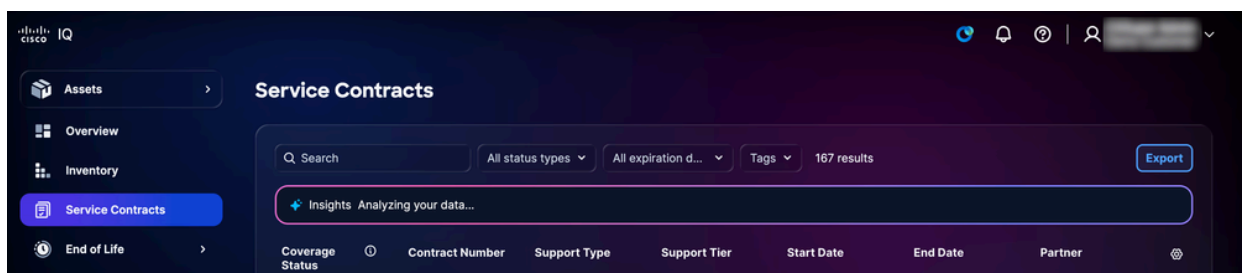 cisco IQ
Assets
Overview
Inventory
Service Contracts
End of Life
Service Contracts
Search
All status types
All expiration d...
Tags
167 results
Export
Insights Analyzing your data...
Coverage Status
Contract Number
Support Type
Support Tier
Start Date
End Date
Partner